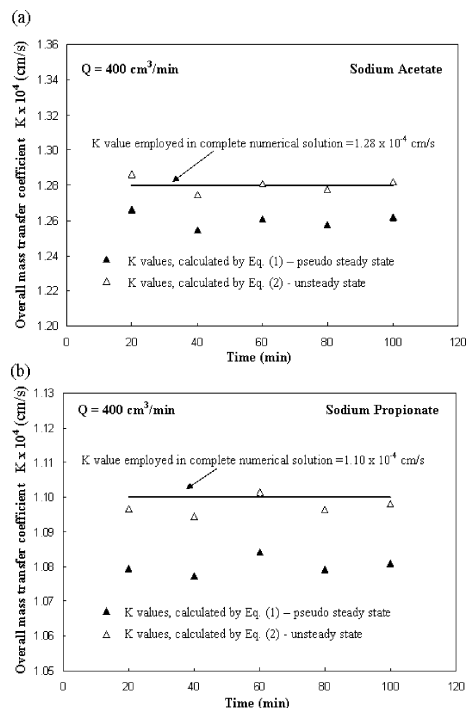 (a)
Overall mass transfer coefficient K x 10⁴ (cm/s)
1.36
1.34
1.32
1.30
1.28
1.26
1.24
1.22
1.20
Q = 400 cm³/min
Sodium Acetate
K value employed in complete numerical solution =1.28 x 10⁻⁴ cm/s
▲ K values, calculated by Eq. (1) – pseudo steady state
△ K values, calculated by Eq. (2) - unsteady state
0 20 40 60 80 100 120
Time (min)
(b)
Overall mass transfer coefficient K x 10⁴ (cm/s)
1.13
1.12
1.11
1.10
1.09
1.08
1.07
1.06
1.05
Q = 400 cm³/min
Sodium Propionate
K value employed in complete numerical solution =1.10 x 10⁻⁴ cm/s
▲ K values, calculated by Eq. (1) – pseudo steady state
△ K values, calculated by Eq. (2) - unsteady state
0 20 40 60 80 100 120
Time (min)